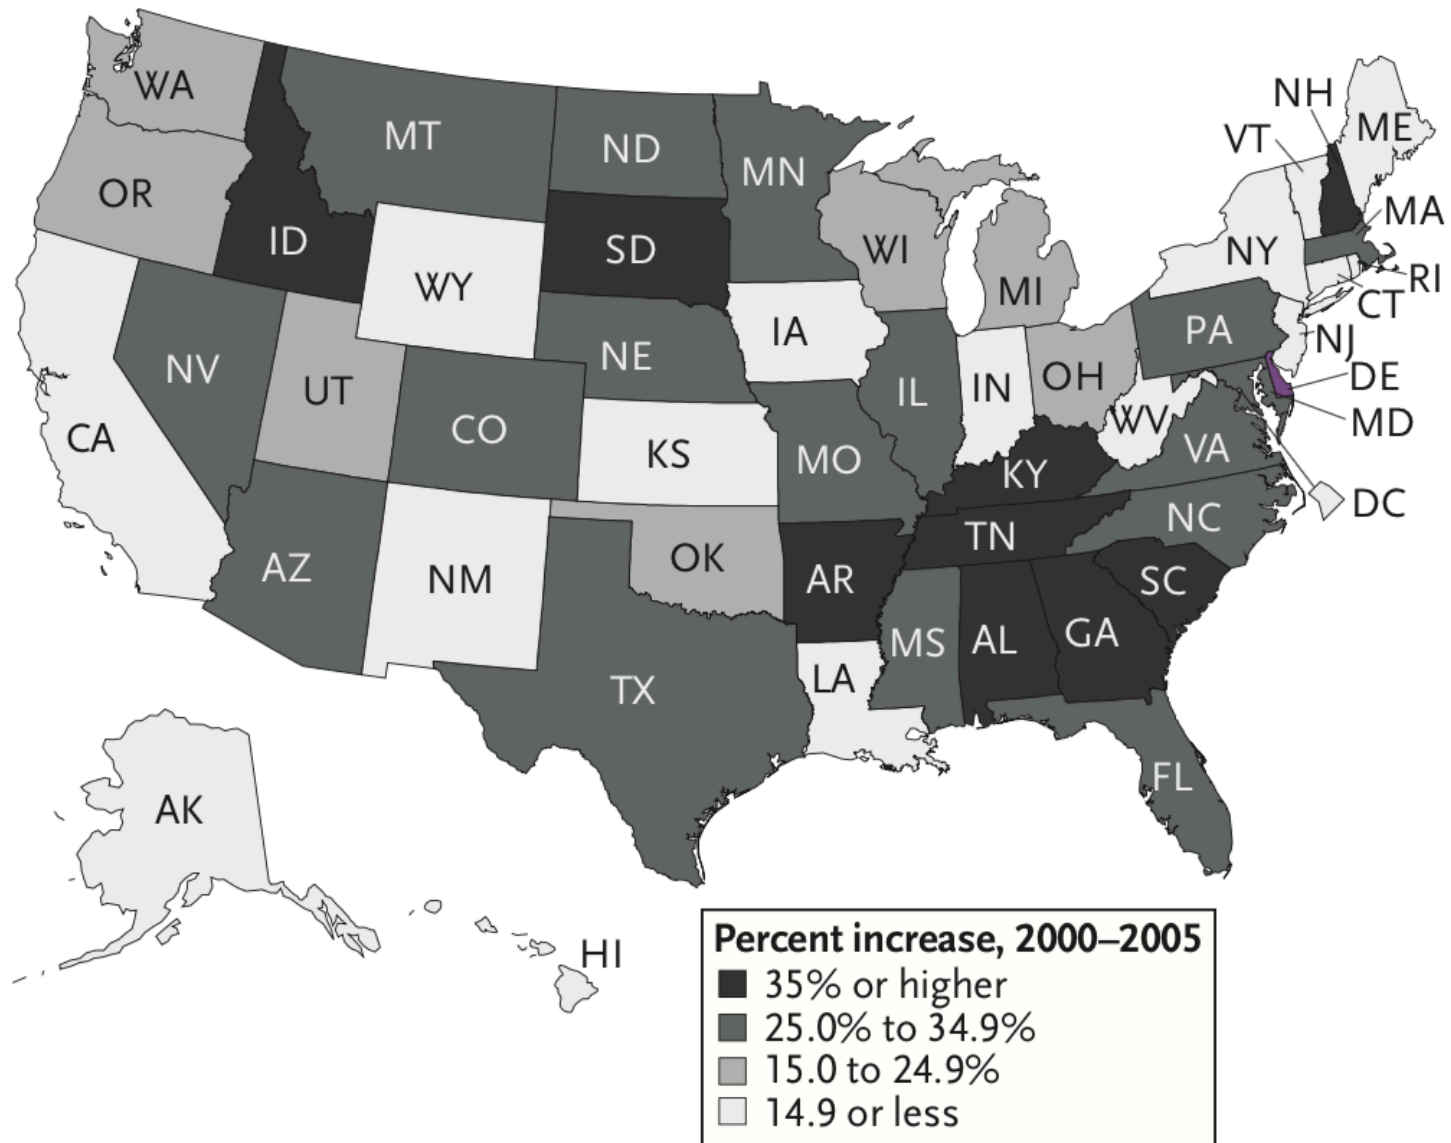 WA
MT
ND
MN
OR
ID
SD
WI
MI
NH
VT
ME
MA
NY
RI
CT
WY
IA
NE
PA
NJ
DE
MD
NV
UT
CO
IL
IN
OH
WV
VA
DC
CA
KS
MO
KY
NC
AZ
NM
OK
AR
TN
SC
TX
LA
MS
AL
GA
FL
AK
HI
Percent increase, 2000–2005
35% or higher
25.0% to 34.9%
15.0 to 24.9%
14.9 or less